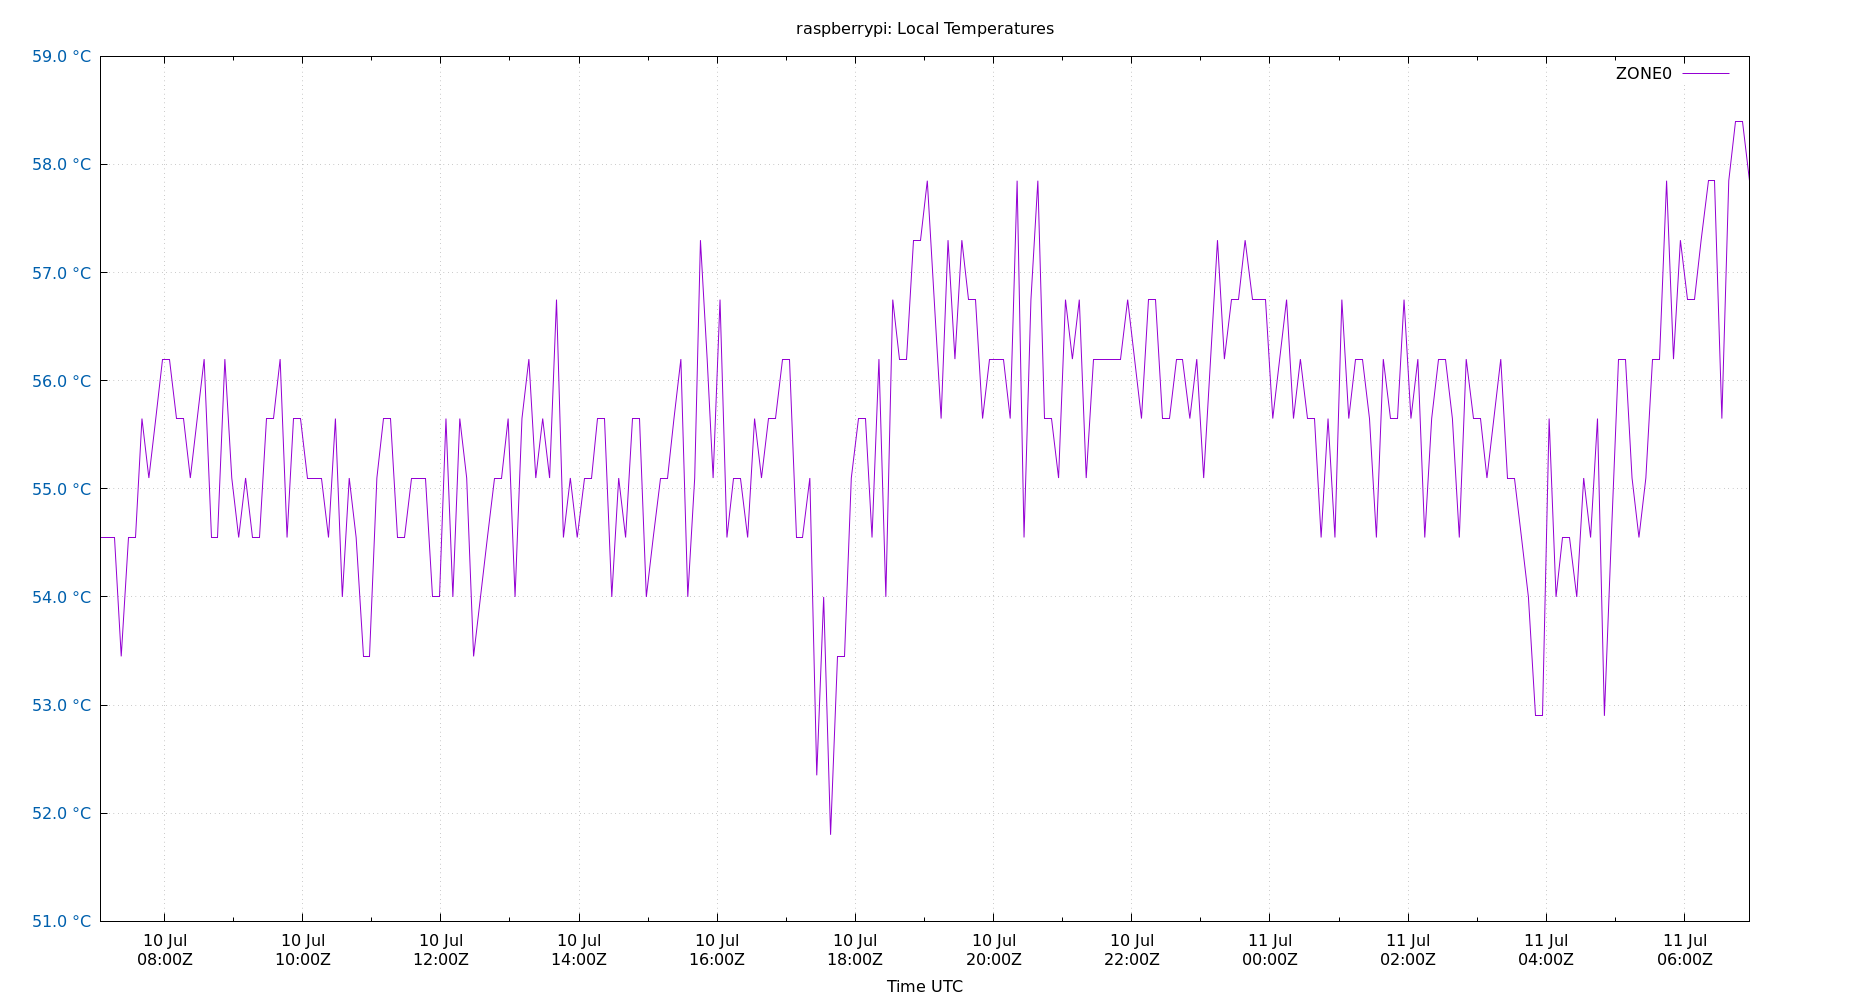 raspberrypi: Local Temperatures
ZONE0
59.0 °C
58.0 °C
57.0 °C
56.0 °C
55.0 °C
54.0 °C
53.0 °C
52.0 °C
51.0 °C
10 Jul 10 Jul 10 Jul 10 Jul 10 Jul 10 Jul 10 Jul 10 Jul 11 Jul 11 Jul 11 Jul 11 Jul
08:00Z 10:00Z 12:00Z 14:00Z 16:00Z 18:00Z 20:00Z 22:00Z 00:00Z 02:00Z 04:00Z 06:00Z
Time UTC